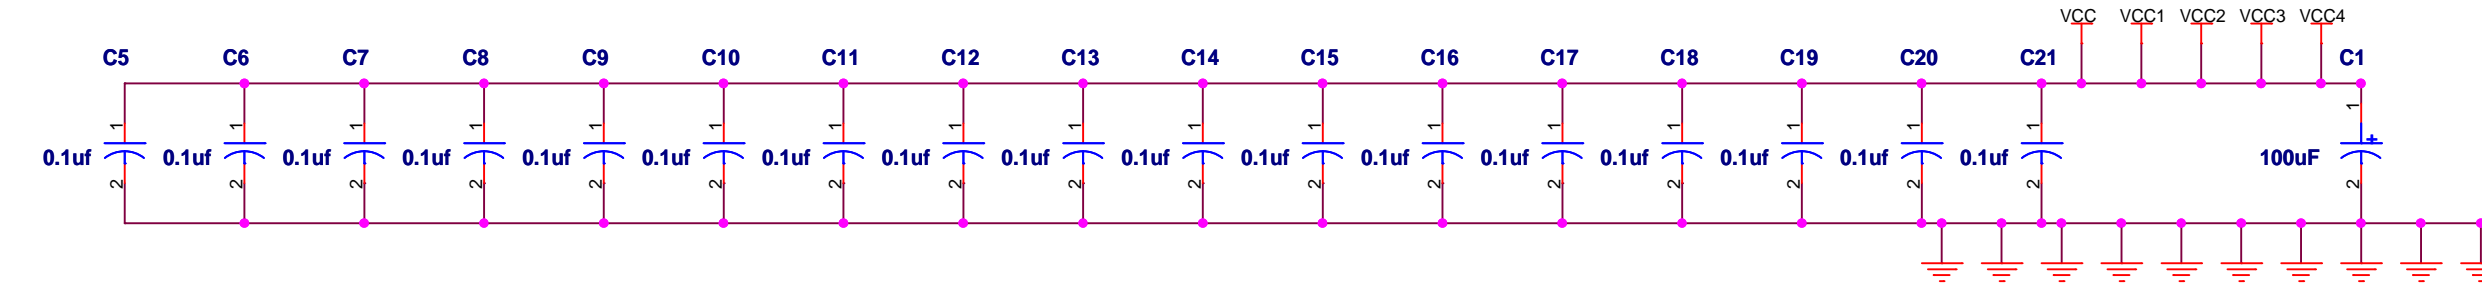 VCC VCC1 VCC2 VCC3 VCC4
C5 C6 C7 C8 C9 C10 C11 C12 C13 C14 C15 C16 C17 C18 C19 C20 C21 C1
1 1 1 1 1 1 1 1 1 1 1 1 1 1 1 1 1 1
0.1uf 0.1uf 0.1uf 0.1uf 0.1uf 0.1uf 0.1uf 0.1uf 0.1uf 0.1uf 0.1uf 0.1uf 0.1uf 0.1uf 0.1uf 0.1uf 0.1uf 100uF +
2 2 2 2 2 2 2 2 2 2 2 2 2 2 2 2 2 2